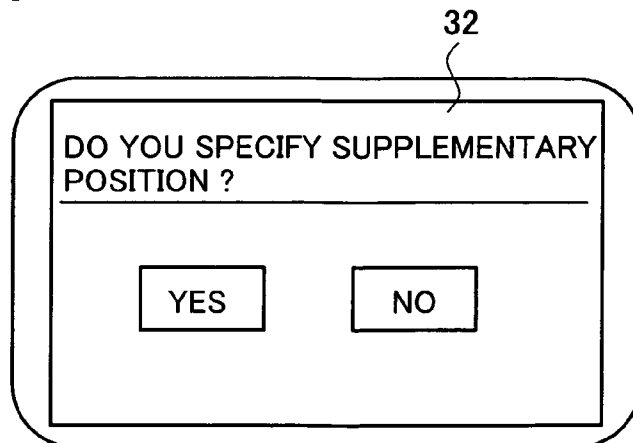 32
DO YOU SPECIFY SUPPLEMENTARY
POSITION ?
YES NO